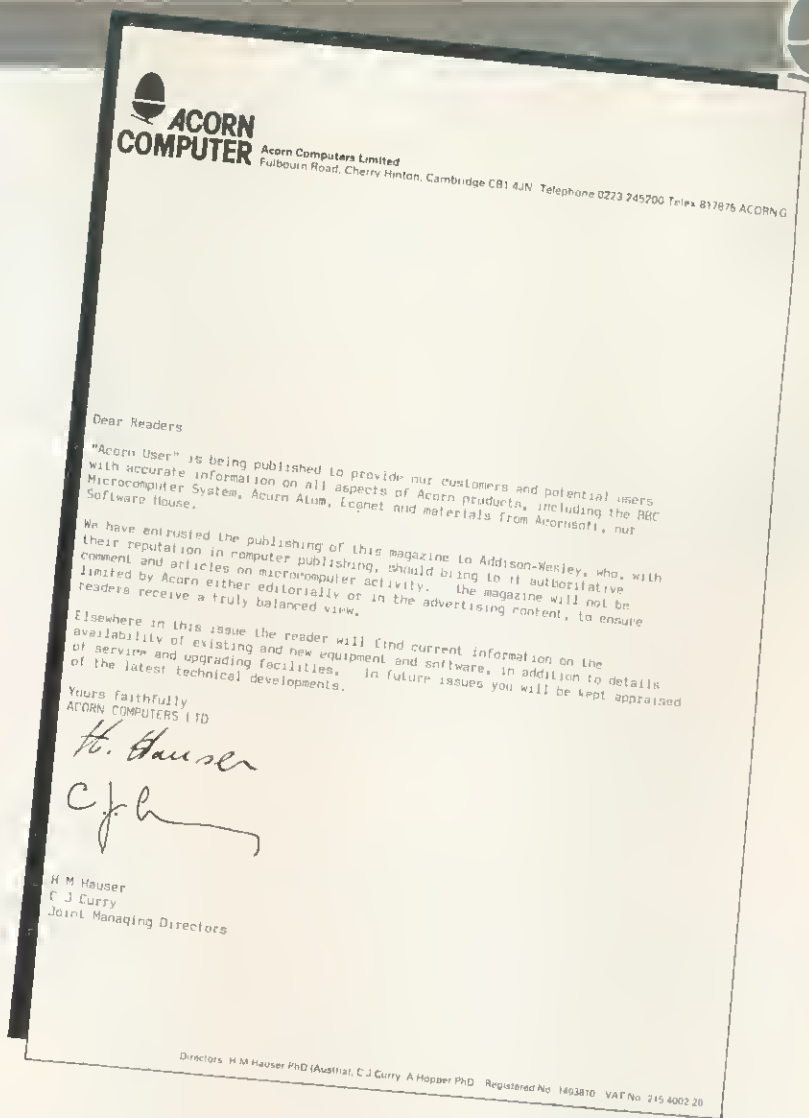 ACORN
COMPUTER
Acorn Computers Limited
Fulbourn Road, Cherry Hinton, Cambridge CB1 4JN Telephone 0223 245200 Telex 817875 ACORN G
Dear Readers
"Acorn User" is being published to provide our customers and potential users
with accurate information on all aspects of Acorn products, including the BBC
Microcomputer System, Acorn Atom, Econet and materials from Acornsoft, our
Software House.
We have entrusted the publishing of this magazine to Addison-Wesley, who, with
their reputation in computer publishing, should bring to it authoritative
comment and articles on microcomputer activity. The magazine will not be
limited by Acorn either editorially or in the advertising content, to ensure
readers receive a truly balanced view.
Elsewhere in this issue the reader will find current information on the
availability of existing and new equipment and software, in addition to details
of service and upgrading facilities. In future issues you will be kept appraised
of the latest technical developments.
Yours faithfully
ACORN COMPUTERS LTD
H. Hauser
H M Hauser
C J Curry
Joint Managing Directors
Directors H M Hauser PhD (Austria), C J Curry A Hopper PhD Registered No 1403810 VAT No 215 4002 20